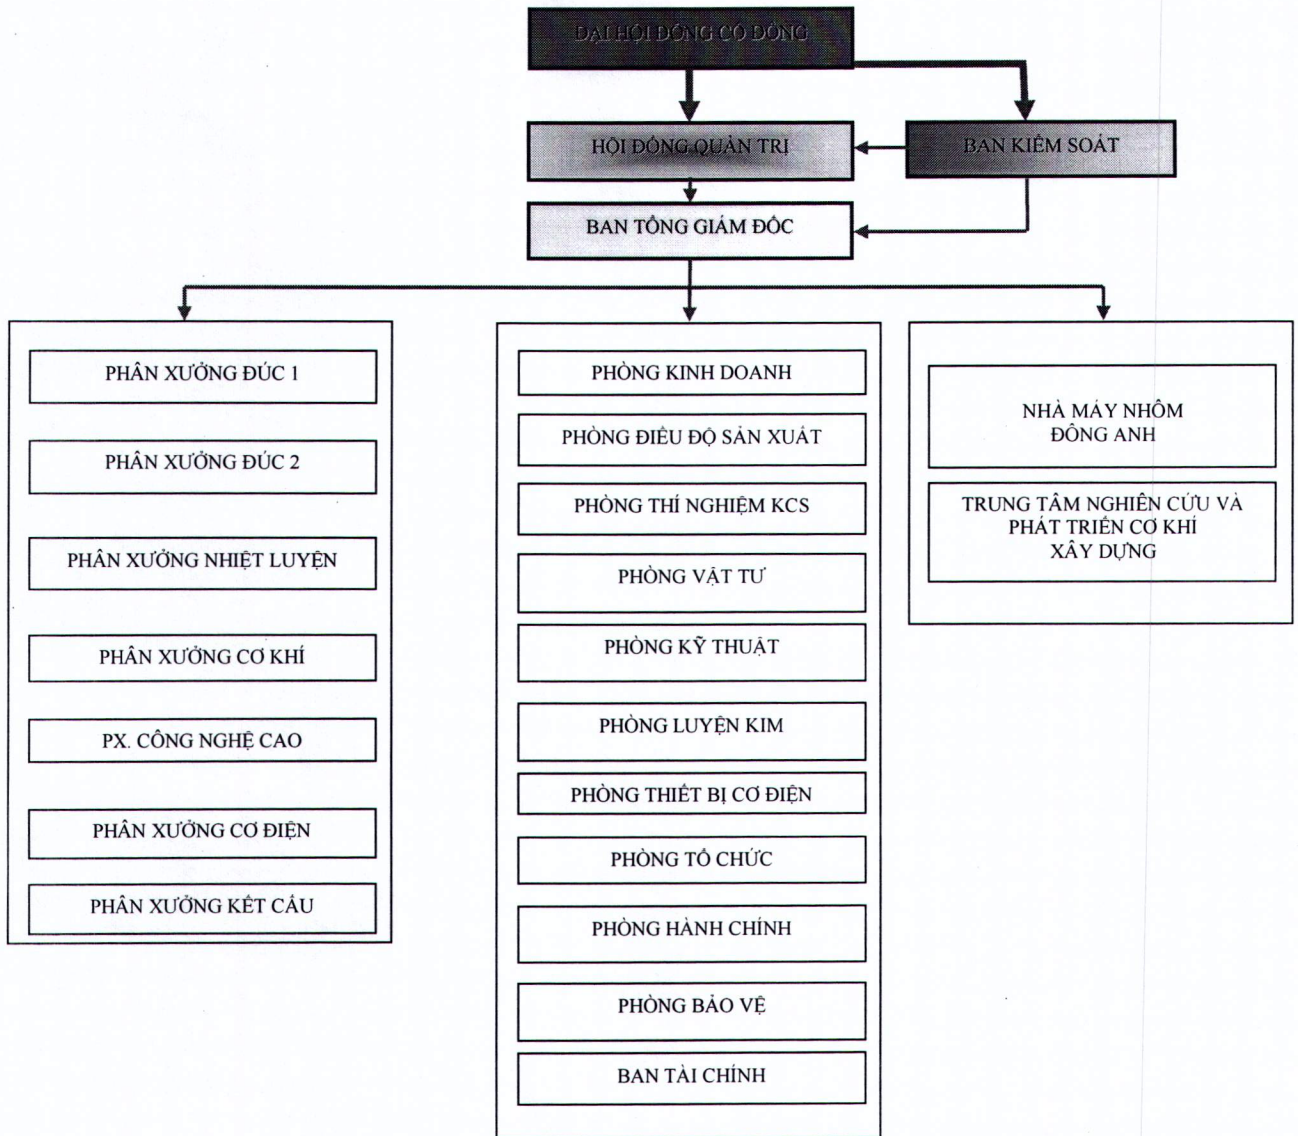 ĐẠI HỘI ĐỒNG CỔ ĐÔNG
HỘI ĐỒNG QUẢN TRỊ
BAN KIỂM SOÁT
BAN TỔNG GIÁM ĐỐC
PHÂN XƯỞNG ĐÚC 1
PHÂN XƯỞNG ĐÚC 2
PHÂN XƯỞNG NHIỆT LUYỆN
PHÂN XƯỞNG CƠ KHÍ
PX. CÔNG NGHỆ CAO
PHÂN XƯỞNG CƠ ĐIỆN
PHÂN XƯỞNG KẾT CẤU
PHÒNG KINH DOANH
PHÒNG ĐIỀU ĐỘ SẢN XUẤT
PHÒNG THÍ NGHIỆM KCS
PHÒNG VẬT TƯ
PHÒNG KỸ THUẬT
PHÒNG LUYỆN KIM
PHÒNG THIẾT BỊ CƠ ĐIỆN
PHÒNG TỔ CHỨC
PHÒNG HÀNH CHÍNH
PHÒNG BẢO VỆ
BAN TÀI CHÍNH
NHÀ MÁY NHÔM
ĐÔNG ANH
TRUNG TÂM NGHIÊN CỨU VÀ
PHÁT TRIỂN CƠ KHÍ
XÂY DỰNG